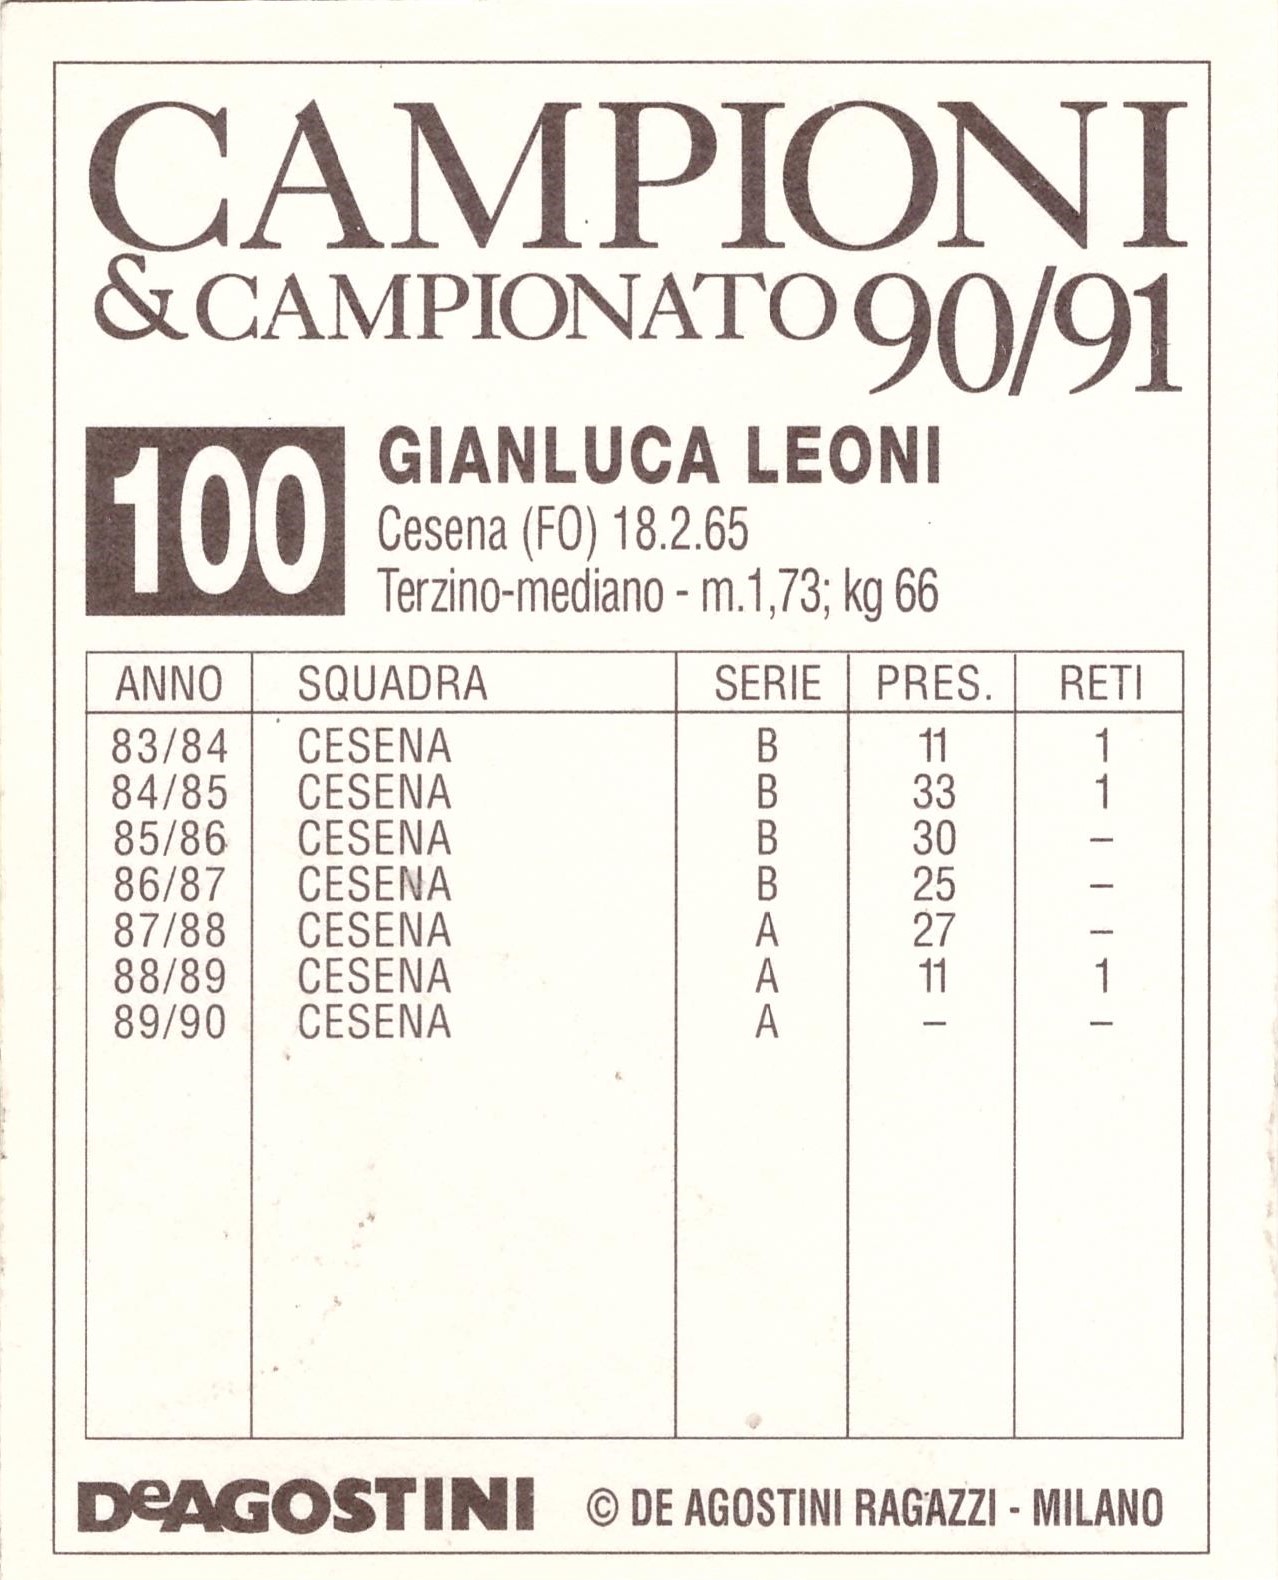 CAMPIONI
& CAMPIONATO 90/91
100
GIANLUCA LEONI
Cesena (FO) 18.2.65
Terzino-mediano - m.1,73; kg 66
ANNO SQUADRA SERIE PRES. RETI
83/84 CESENA B 11 1
84/85 CESENA B 33 1
85/86 CESENA B 30 –
86/87 CESENA B 25 –
87/88 CESENA A 27 –
88/89 CESENA A 11 1
89/90 CESENA A – –
DeAGOSTINI © DE AGOSTINI RAGAZZI - MILANO